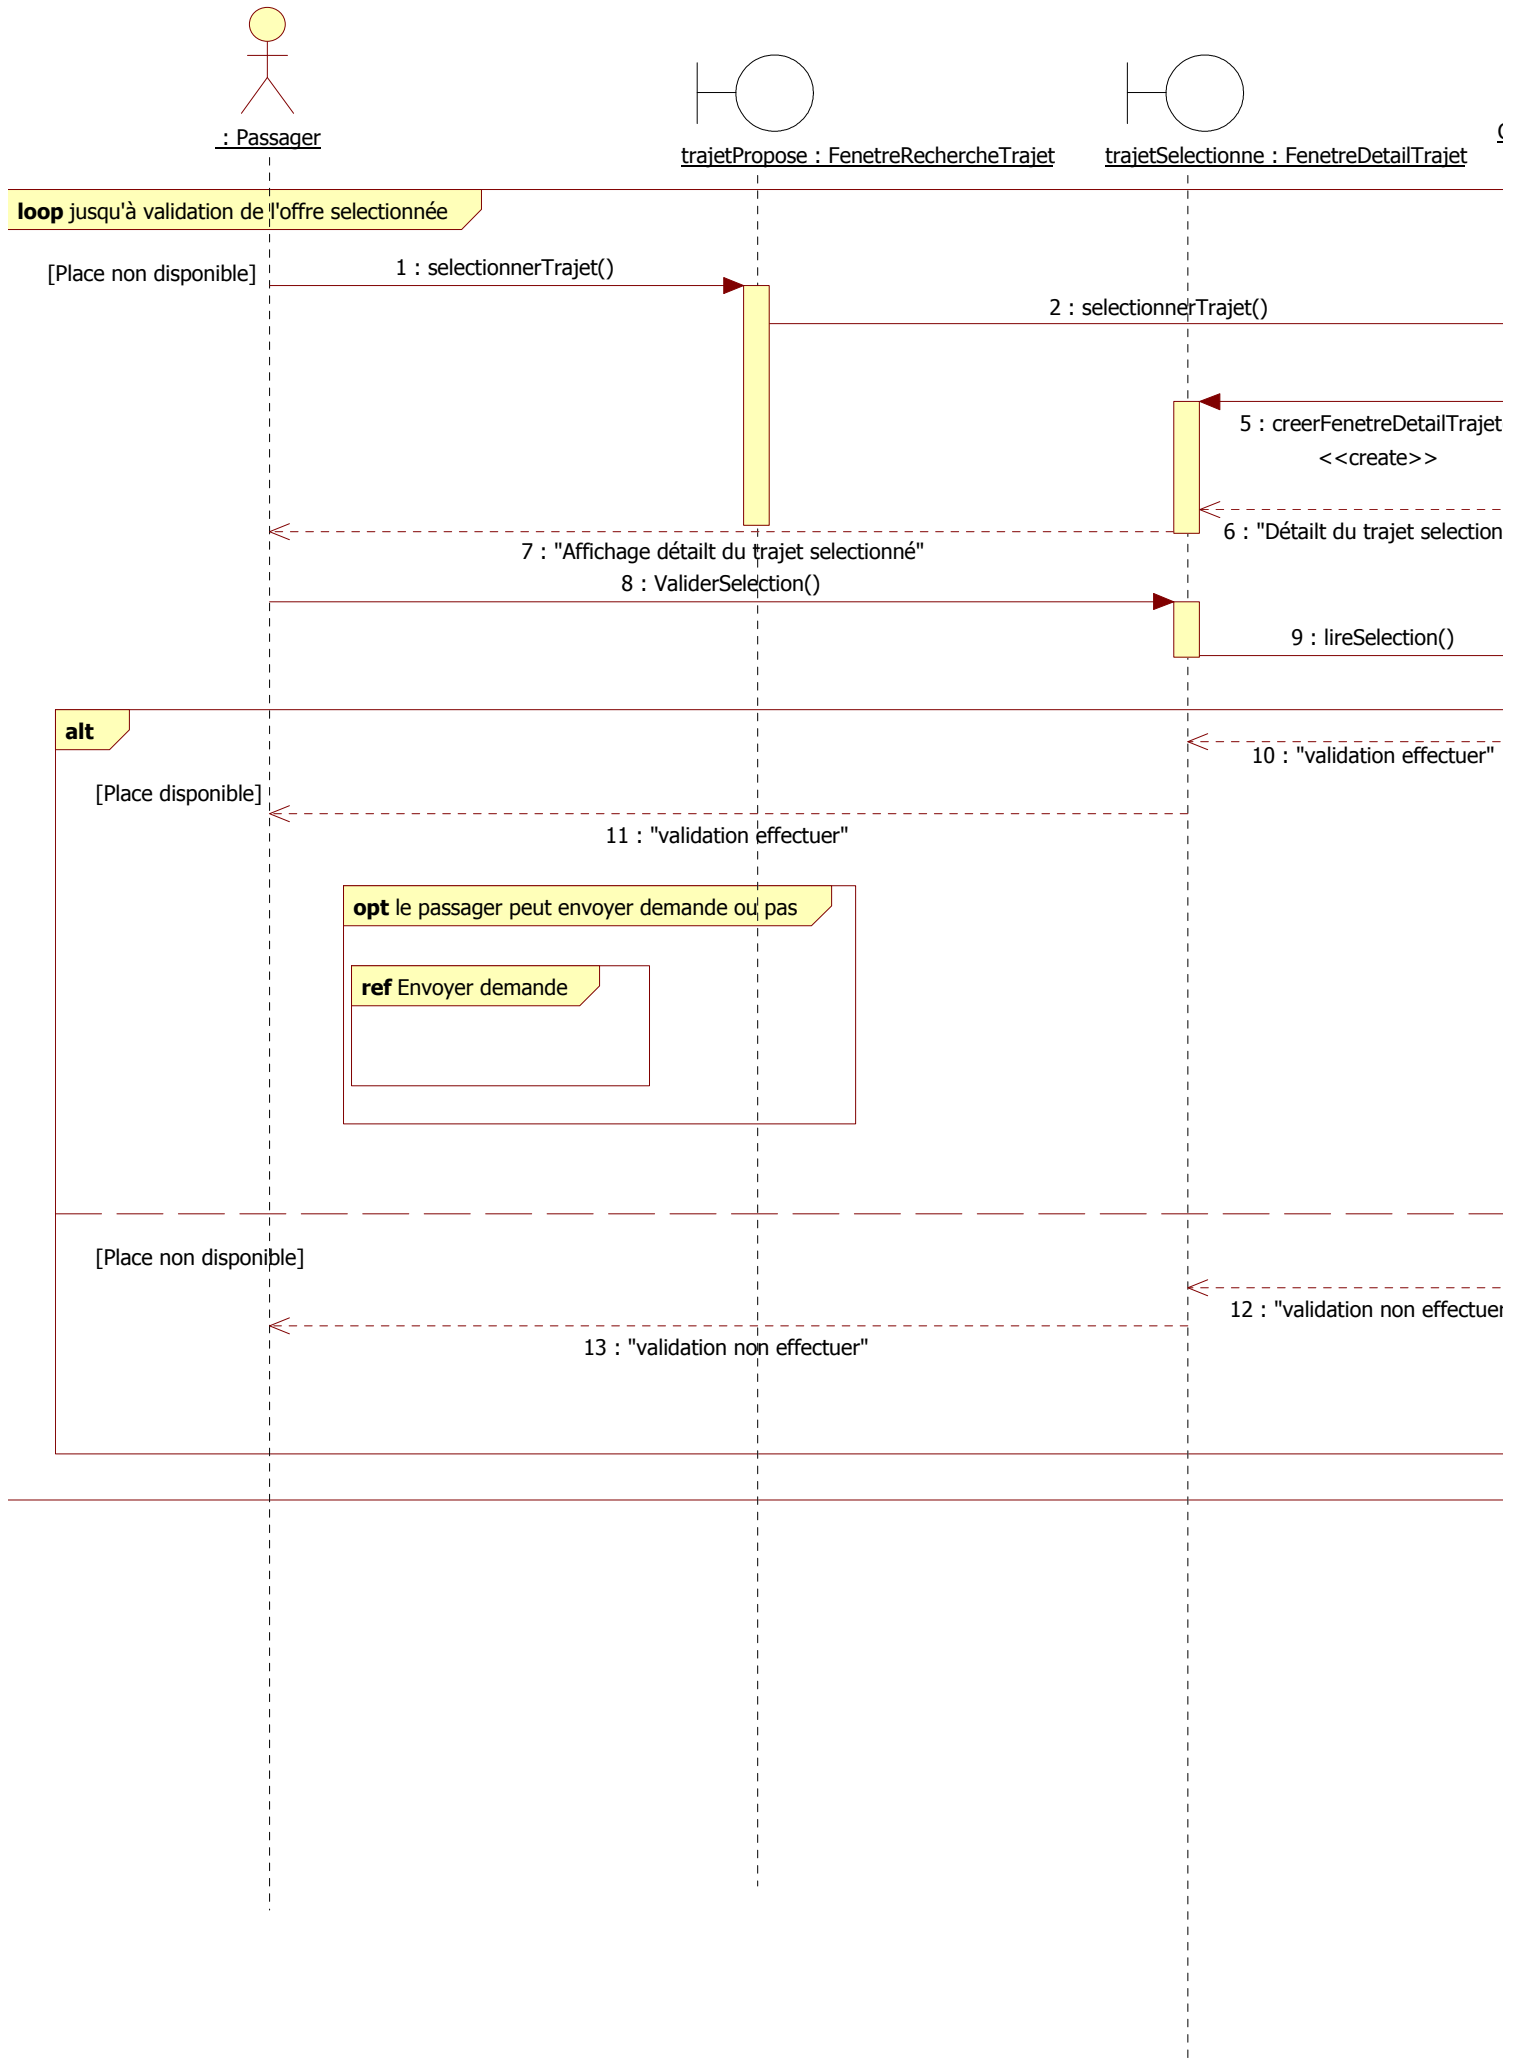 : Passager
trajetPropose : FenetreRechercheTrajet
trajetSelectionne : FenetreDetailTrajet
loop jusqu'à validation de l'offre selectionnée
[Place non disponible]
1 : selectionnerTrajet()
2 : selectionnerTrajet()
5 : creerFenetreDetailTrajet
<<create>>
6 : "Détailt du trajet selection
7 : "Affichage détailt du trajet selectionné"
8 : ValiderSelection()
9 : lireSelection()
alt
10 : "validation effectuer"
[Place disponible]
11 : "validation effectuer"
opt le passager peut envoyer demande ou pas
ref Envoyer demande
[Place non disponible]
12 : "validation non effectuer
13 : "validation non effectuer"